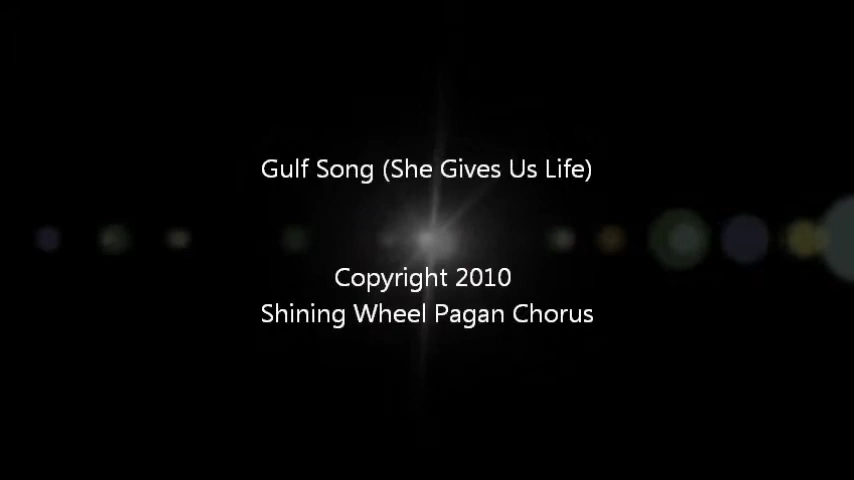 Gulf Song (She Gives Us Life)
Copyright 2010
Shining Wheel Pagan Chorus